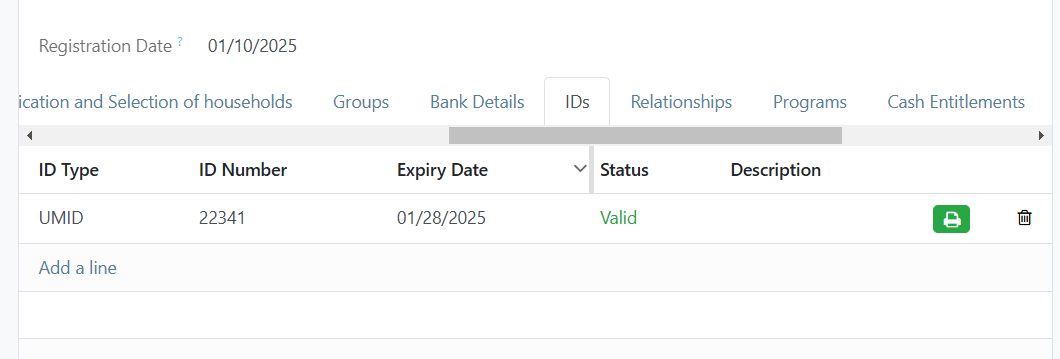 Registration Date ? 01/10/2025
ication and Selection of households Groups Bank Details IDs Relationships Programs Cash Entitlements
ID Type ID Number Expiry Date Status Description
UMID 22341 01/28/2025 Valid
Add a line